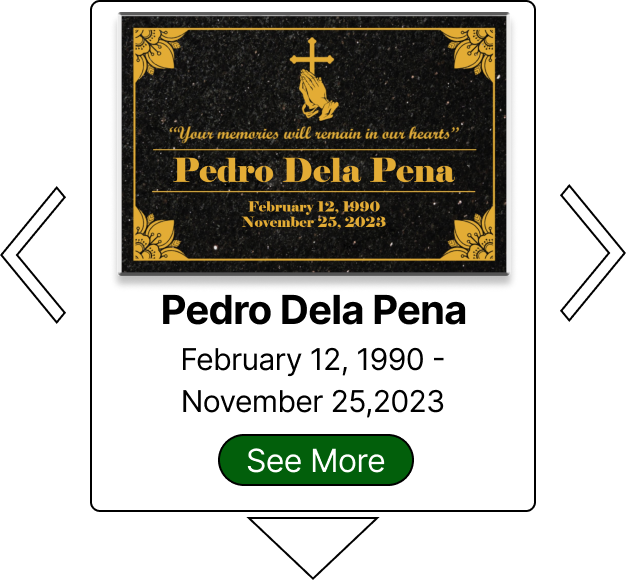 “Your memories will remain in our hearts”
Pedro Dela Pena
February 12, 1990
November 25, 2023
Pedro Dela Pena
February 12, 1990 -
November 25,2023
See More